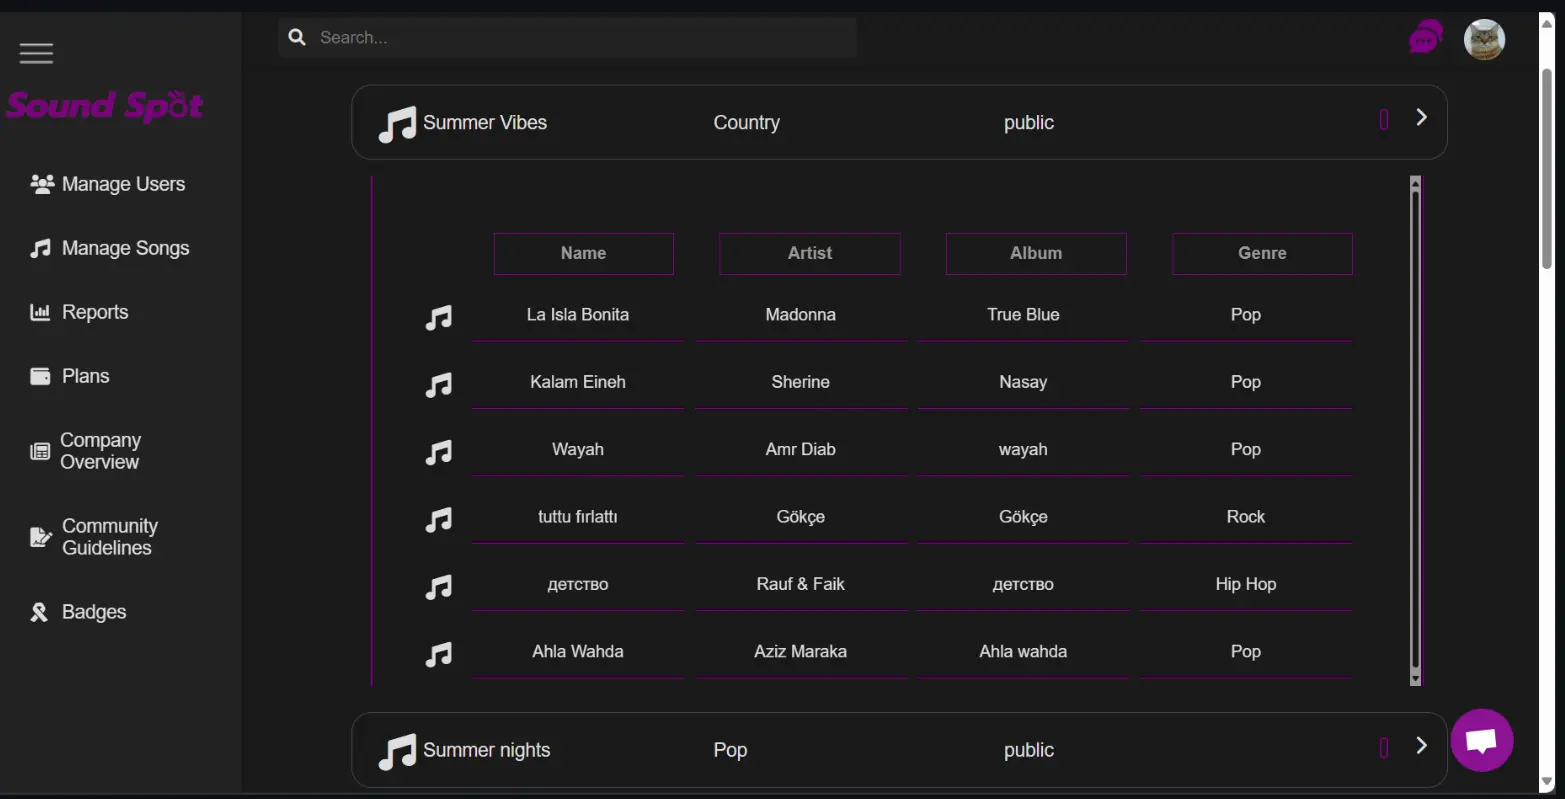 Search...
Sound Spot
Manage Users
Manage Songs
Reports
Plans
Company
Overview
Community
Guidelines
Badges
Summer Vibes Country public
Name Artist Album Genre
La Isla Bonita Madonna True Blue Pop
Kalam Eineh Sherine Nasay Pop
Wayah Amr Diab wayah Pop
tuttu fırlattı Gökçe Gökçe Rock
детство Rauf & Faik детство Hip Hop
Ahla Wahda Aziz Maraka Ahla wahda Pop
Summer nights Pop public